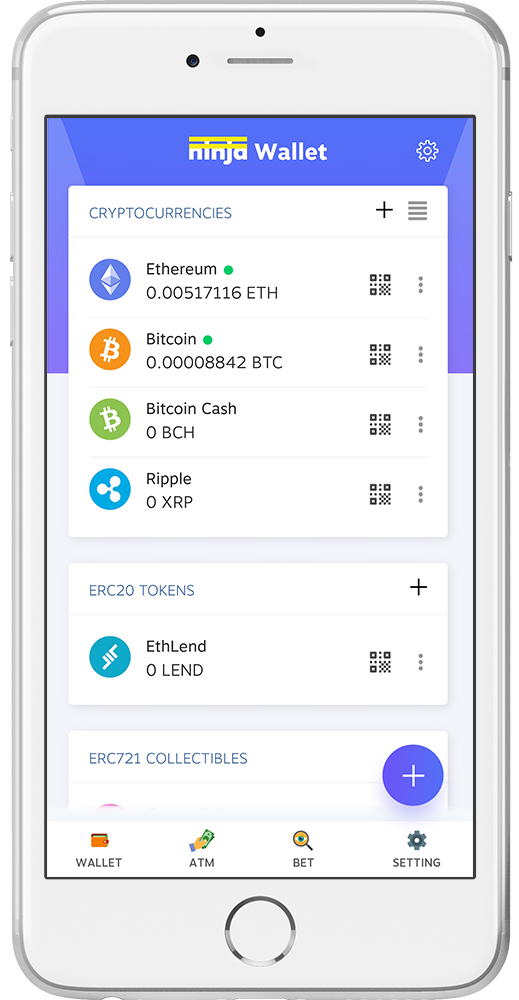 ninja Wallet
CRYPTOCURRENCIES
Ethereum
0.00517116 ETH
Bitcoin
0.00008842 BTC
Bitcoin Cash
0 BCH
Ripple
0 XRP
ERC20 TOKENS
EthLend
0 LEND
ERC721 COLLECTIBLES
WALLET ATM BET SETTING